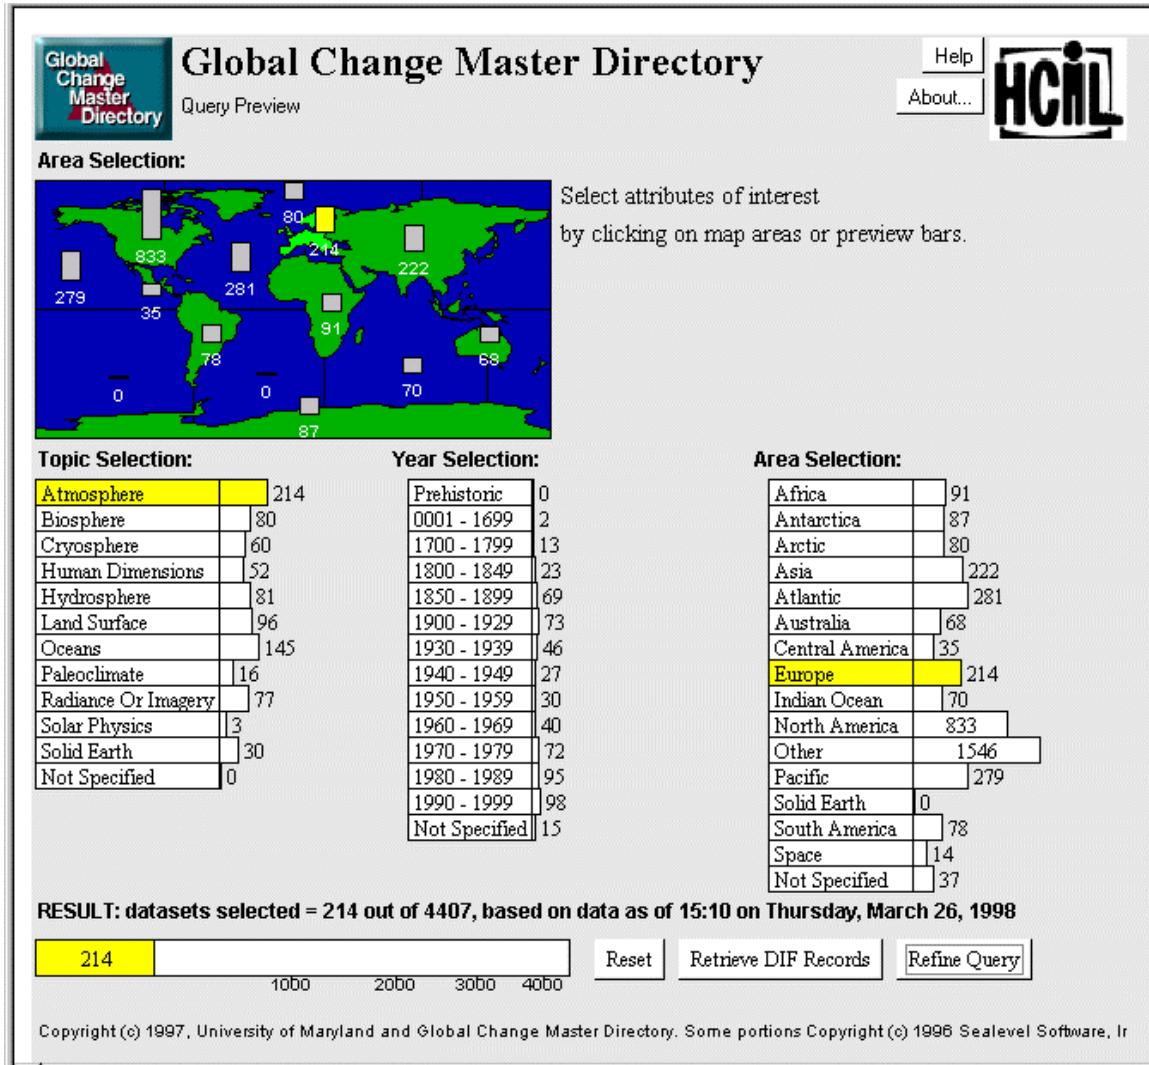 Global Change Master Directory
Global
Change
Master
Directory
Query Preview
Help
About...
HCIL
Area Selection:
Select attributes of interest
by clicking on map areas or preview bars.
80
833
214
222
279
281
35
91
78
68
0
0
70
87
Topic Selection:
Atmosphere 214
Biosphere 80
Cryosphere 60
Human Dimensions 52
Hydrosphere 81
Land Surface 96
Oceans 145
Paleoclimate 16
Radiance Or Imagery 77
Solar Physics 3
Solid Earth 30
Not Specified 0
Year Selection:
Prehistoric 0
0001 - 1699 2
1700 - 1799 13
1800 - 1849 23
1850 - 1899 69
1900 - 1929 73
1930 - 1939 46
1940 - 1949 27
1950 - 1959 30
1960 - 1969 40
1970 - 1979 72
1980 - 1989 95
1990 - 1999 98
Not Specified 15
Area Selection:
Africa 91
Antarctica 87
Arctic 80
Asia 222
Atlantic 281
Australia 68
Central America 35
Europe 214
Indian Ocean 70
North America 833
Other 1546
Pacific 279
Solid Earth 0
South America 78
Space 14
Not Specified 37
RESULT: datasets selected = 214 out of 4407, based on data as of 15:10 on Thursday, March 26, 1998
214
1000 2000 3000 4000
Reset
Retrieve DIF Records
Refine Query
Copyright (c) 1997, University of Maryland and Global Change Master Directory. Some portions Copyright (c) 1996 Sealevel Software, Ir